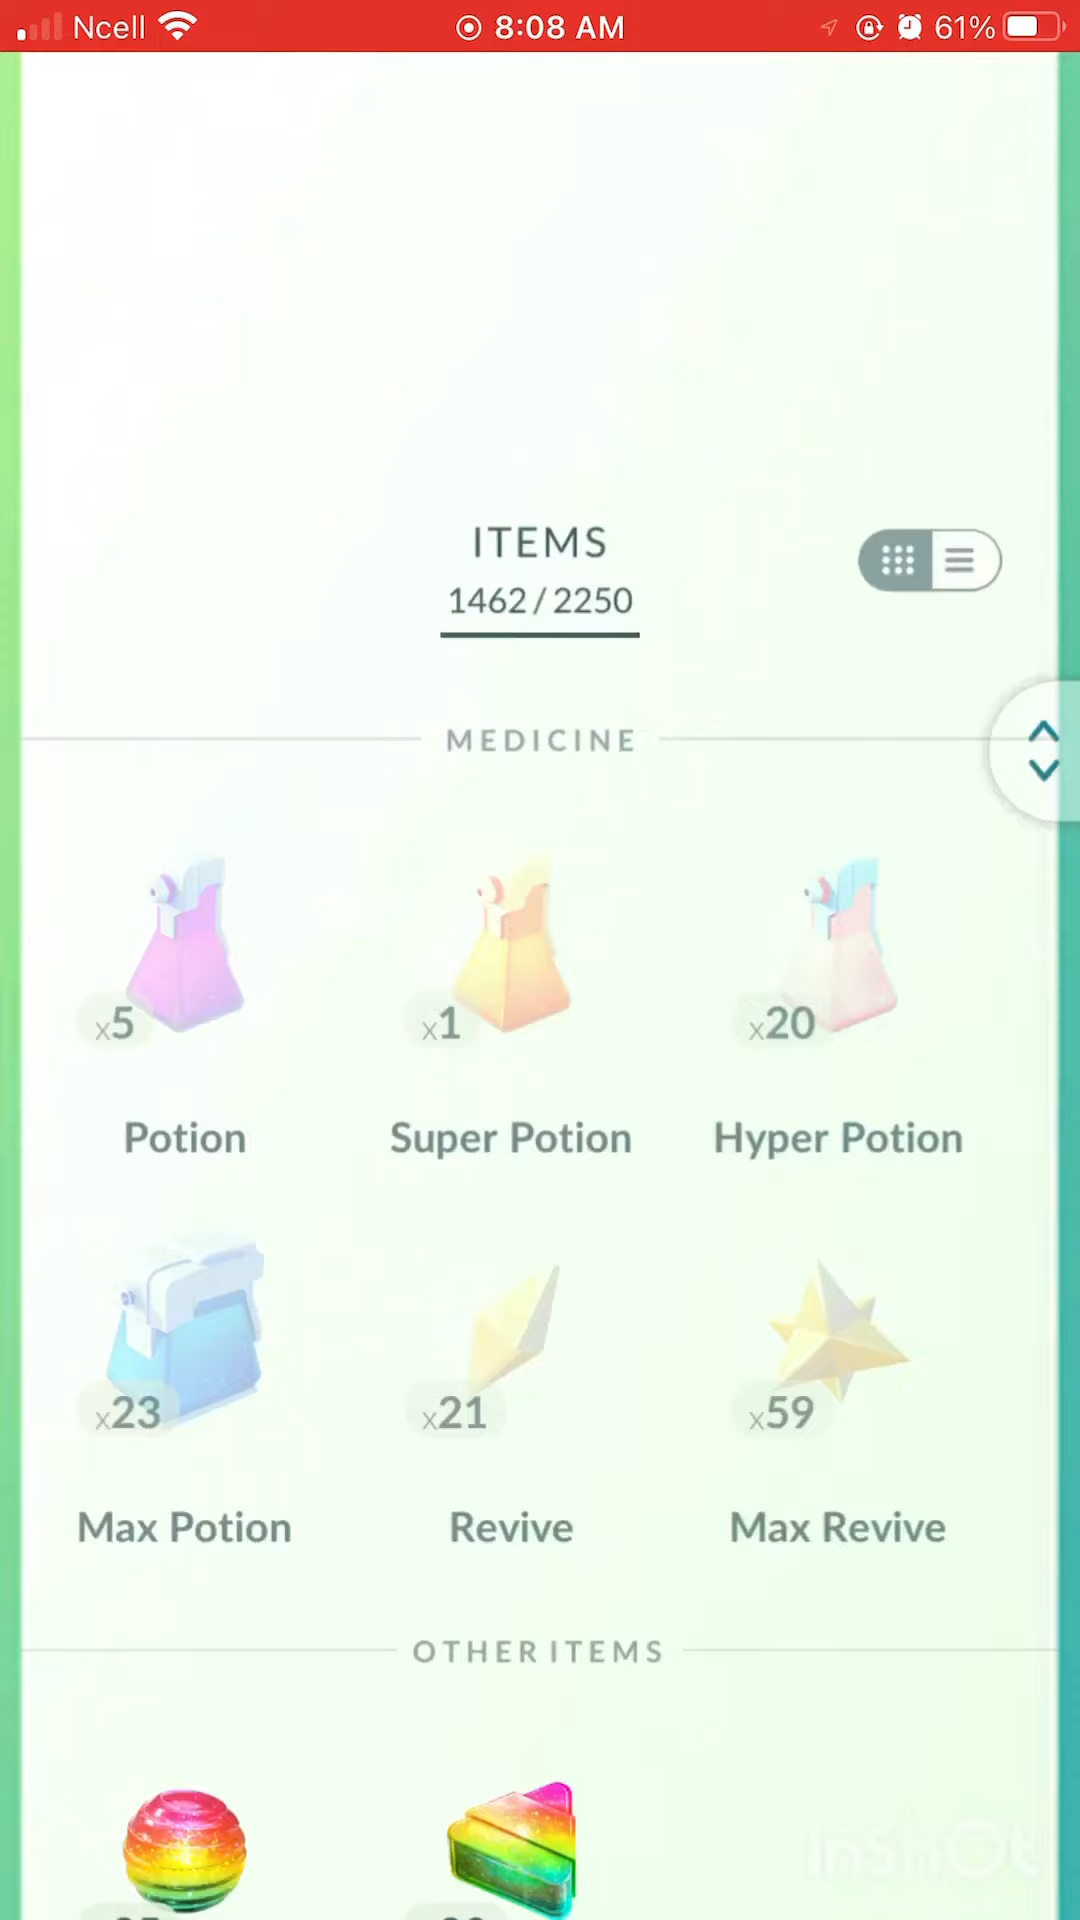 Ncell 8:08 AM 61%
ITEMS
1462 / 2250
MEDICINE
x5 x1 x20
Potion Super Potion Hyper Potion
x23 x21 x59
Max Potion Revive Max Revive
OTHER ITEMS
InShOt